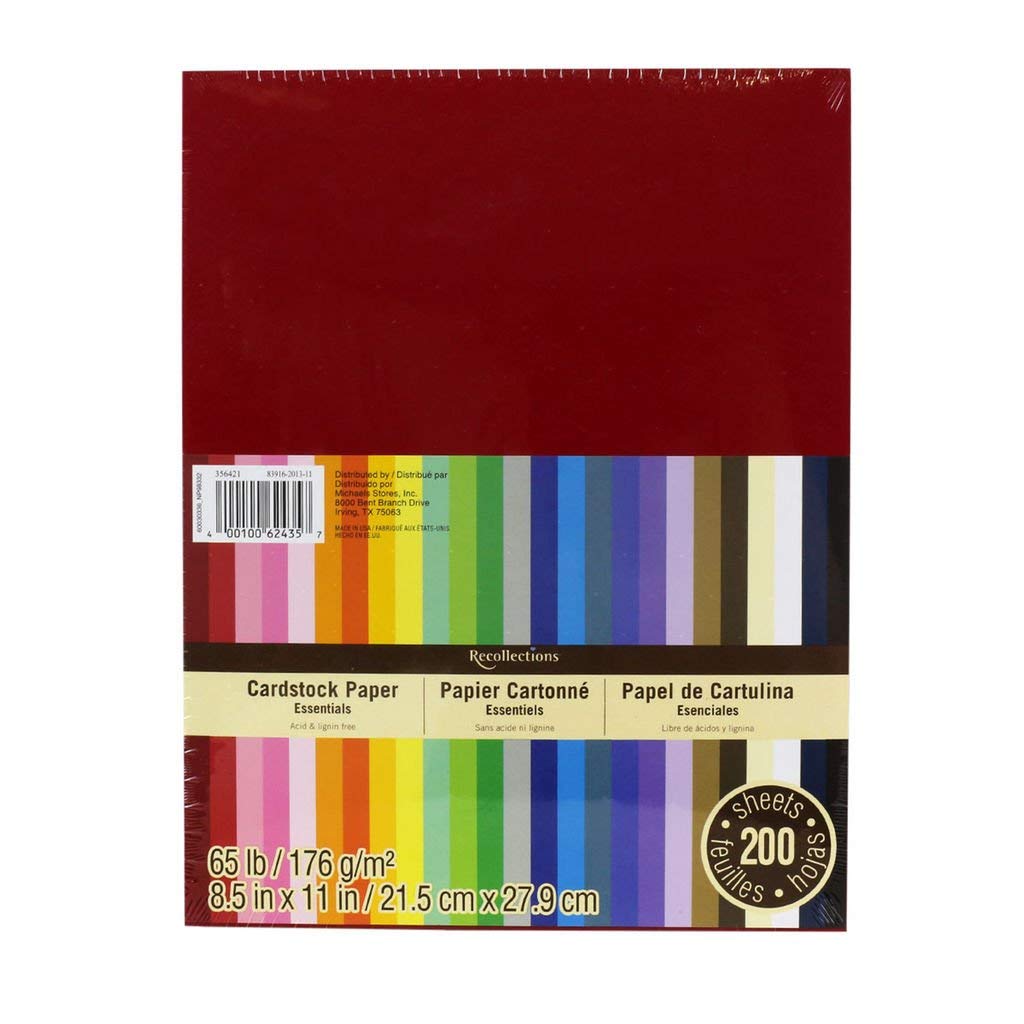 356421 83916-2013-11
60030336_NP98332
4 00100 62435 7
Distributed by / Distribué par
Distribuido por
Michaels Stores, Inc.
8000 Bent Branch Drive
Irving, TX 75063
MADE IN USA / FABRIQUÉ AUX ÉTATS-UNIS
HECHO EN EE.UU.
Recollections
Cardstock Paper
Essentials
Acid & lignin free
Papier Cartonné
Essentiels
Sans acide ni lignine
Papel de Cartulina
Esenciales
Libre de ácidos y lignina
65 lb / 176 g/m²
8.5 in x 11 in / 21.5 cm x 27.9 cm
sheets
200
feuilles • hojas